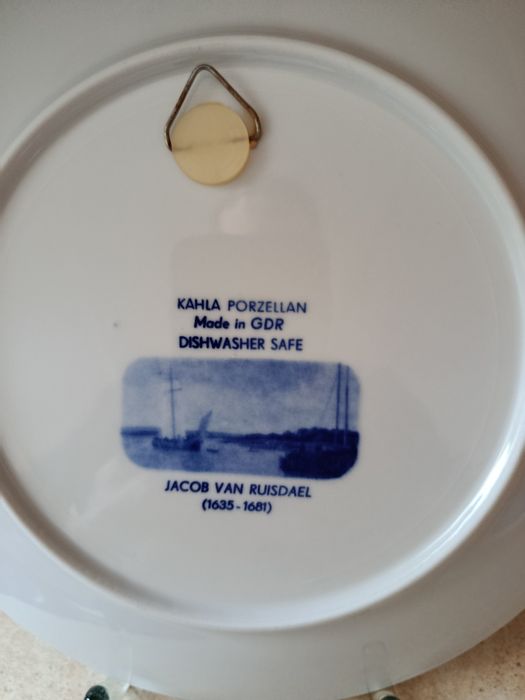 KAHLA PORZELLAN
Made in GDR
DISHWASHER SAFE
JACOB VAN RUISDAEL
(1635-1681)